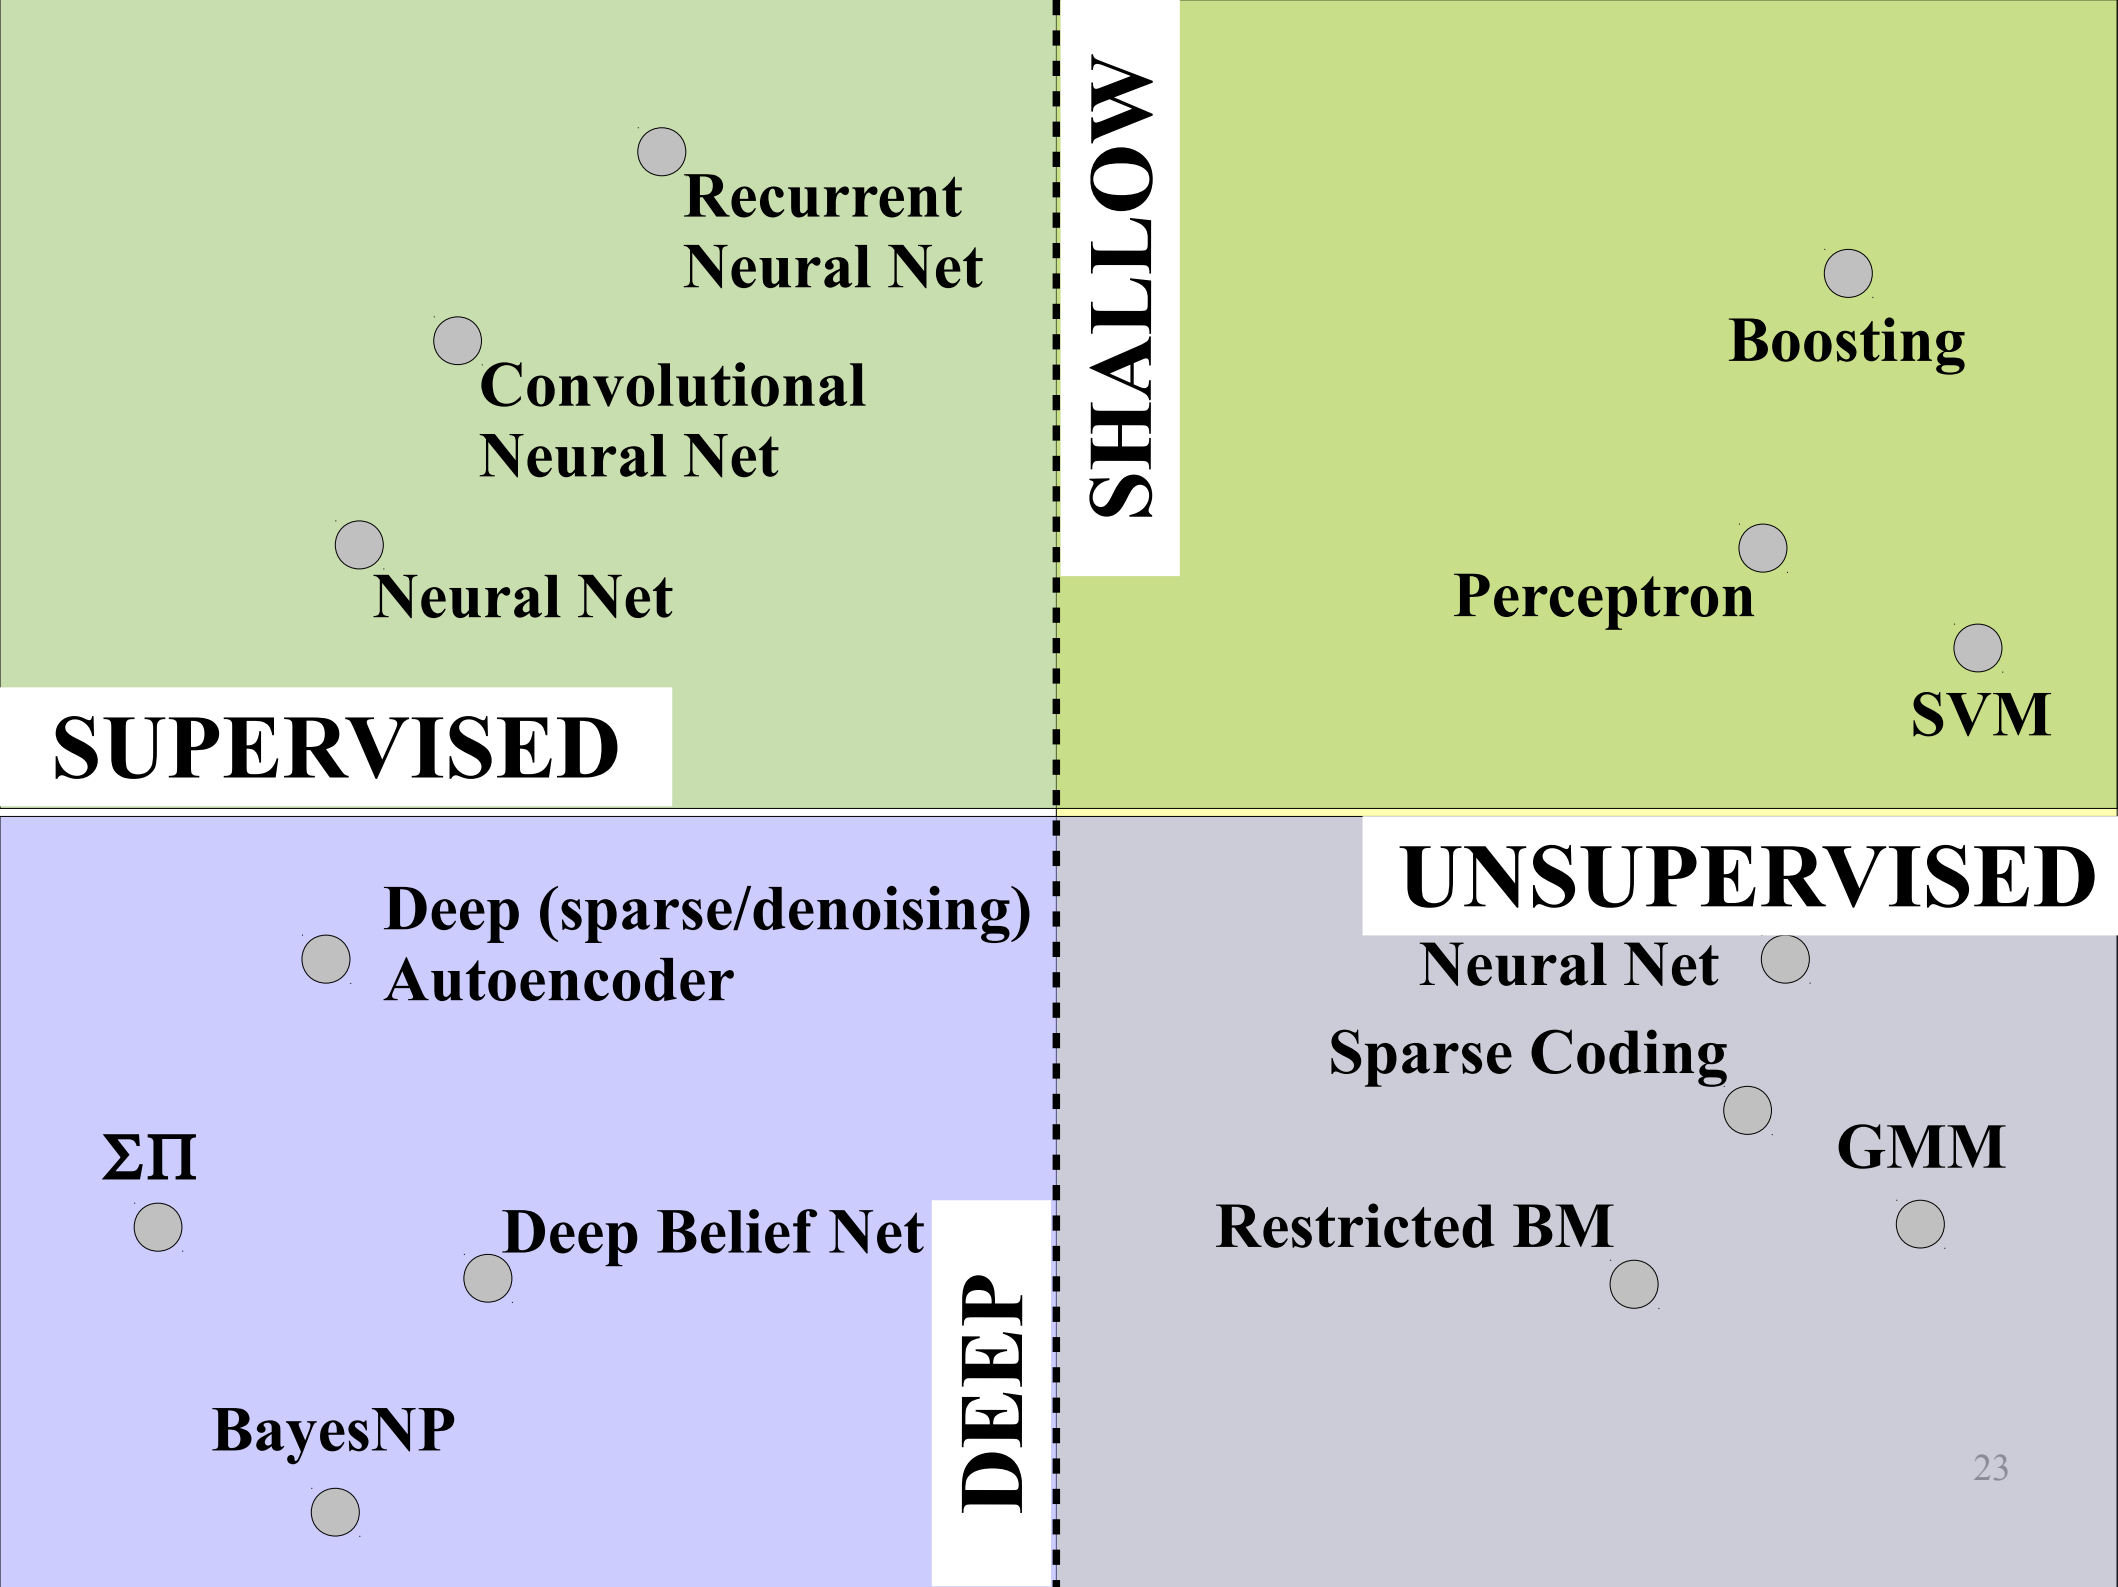 SHALLOW
Recurrent
Neural Net
Boosting
Convolutional
Neural Net
Perceptron
Neural Net
SVM
SUPERVISED
UNSUPERVISED
Deep (sparse/denoising)
Autoencoder
Neural Net
Sparse Coding
ΣΠ
GMM
Deep Belief Net
Restricted BM
DEEP
BayesNP
23